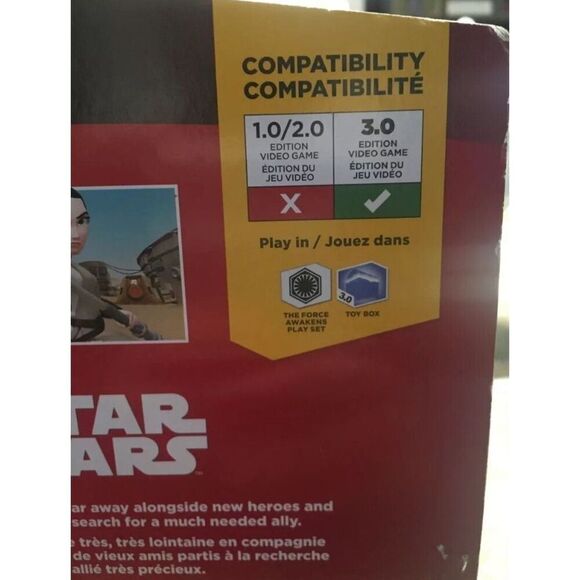 COMPATIBILITY
COMPATIBILITÉ
1.0/2.0
EDITION
VIDEO GAME
ÉDITION DU
JEU VIDÉO
X
3.0
EDITION
VIDEO GAME
ÉDITION DU
JEU VIDÉO
Play in / Jouez dans
3.0
THE FORCE
AWAKENS
PLAY SET
TOY BOX
TAR
ARS
ar away alongside new heroes and
search for a much needed ally.
e très, très lointaine en compagnie
de vieux amis partis à la recherche
allié très précieux.